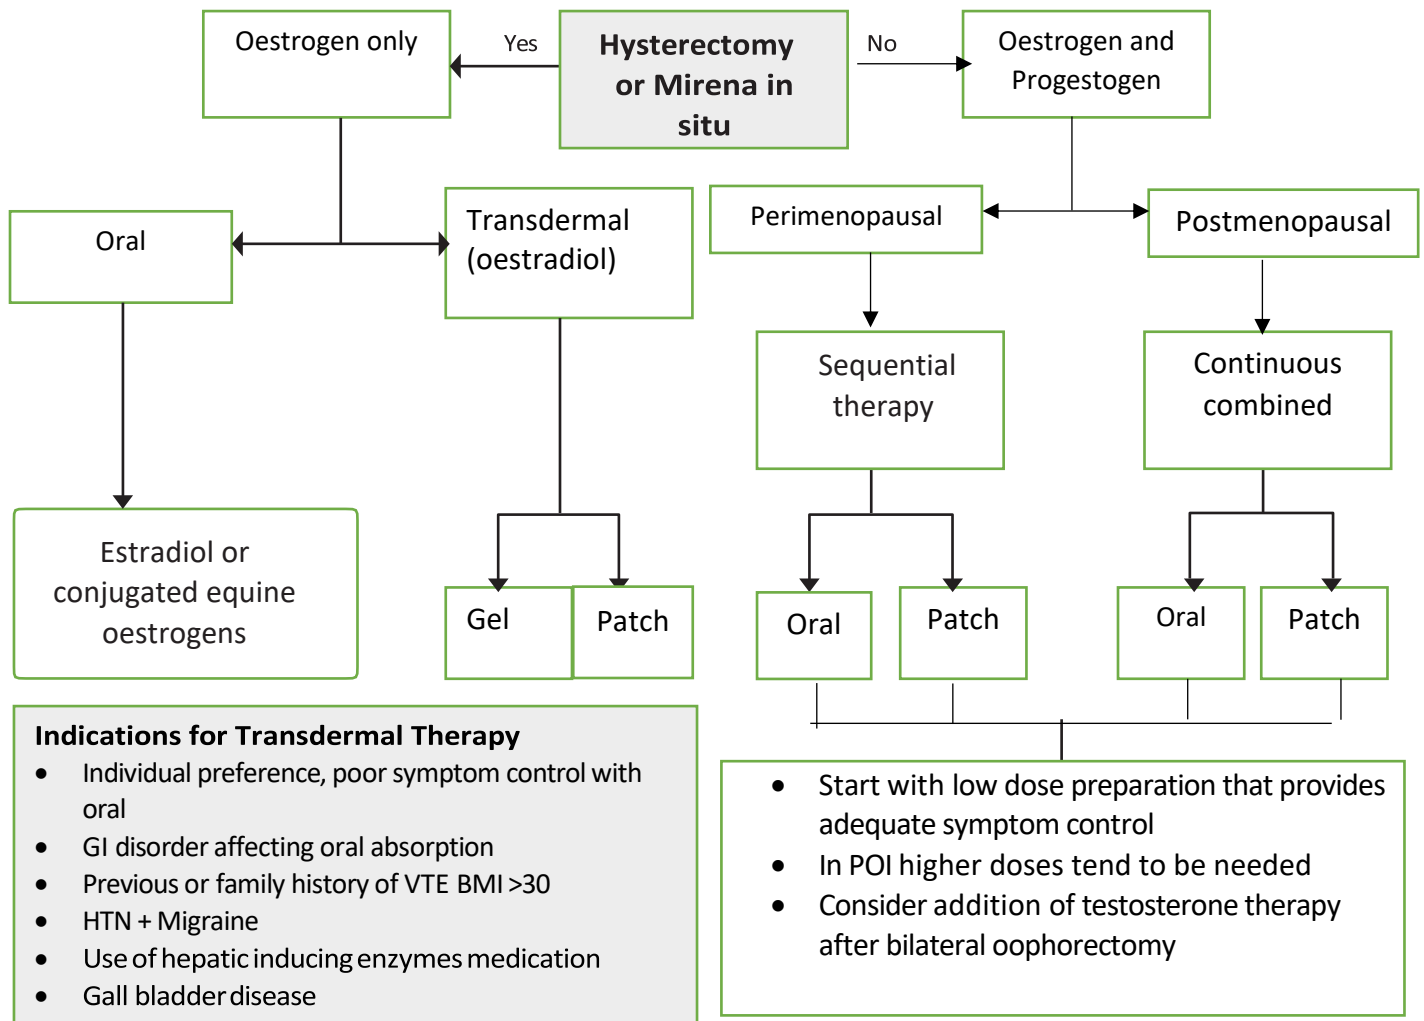 Oestrogen only
Yes
Hysterectomy
or Mirena in
situ
No
Oestrogen and
Progestogen
Oral
Transdermal
(oestradiol)
Perimenopausal
Postmenopausal
Sequential
therapy
Continuous
combined
Estradiol or
conjugated equine
oestrogens
Gel
Patch
Oral
Patch
Oral
Patch
Indications for Transdermal Therapy
• Individual preference, poor symptom control with
oral
• GI disorder affecting oral absorption
• Previous or family history of VTE BMI >30
• HTN + Migraine
• Use of hepatic inducing enzymes medication
• Gall bladder disease
• Start with low dose preparation that provides
adequate symptom control
• In POI higher doses tend to be needed
• Consider addition of testosterone therapy
after bilateral oophorectomy